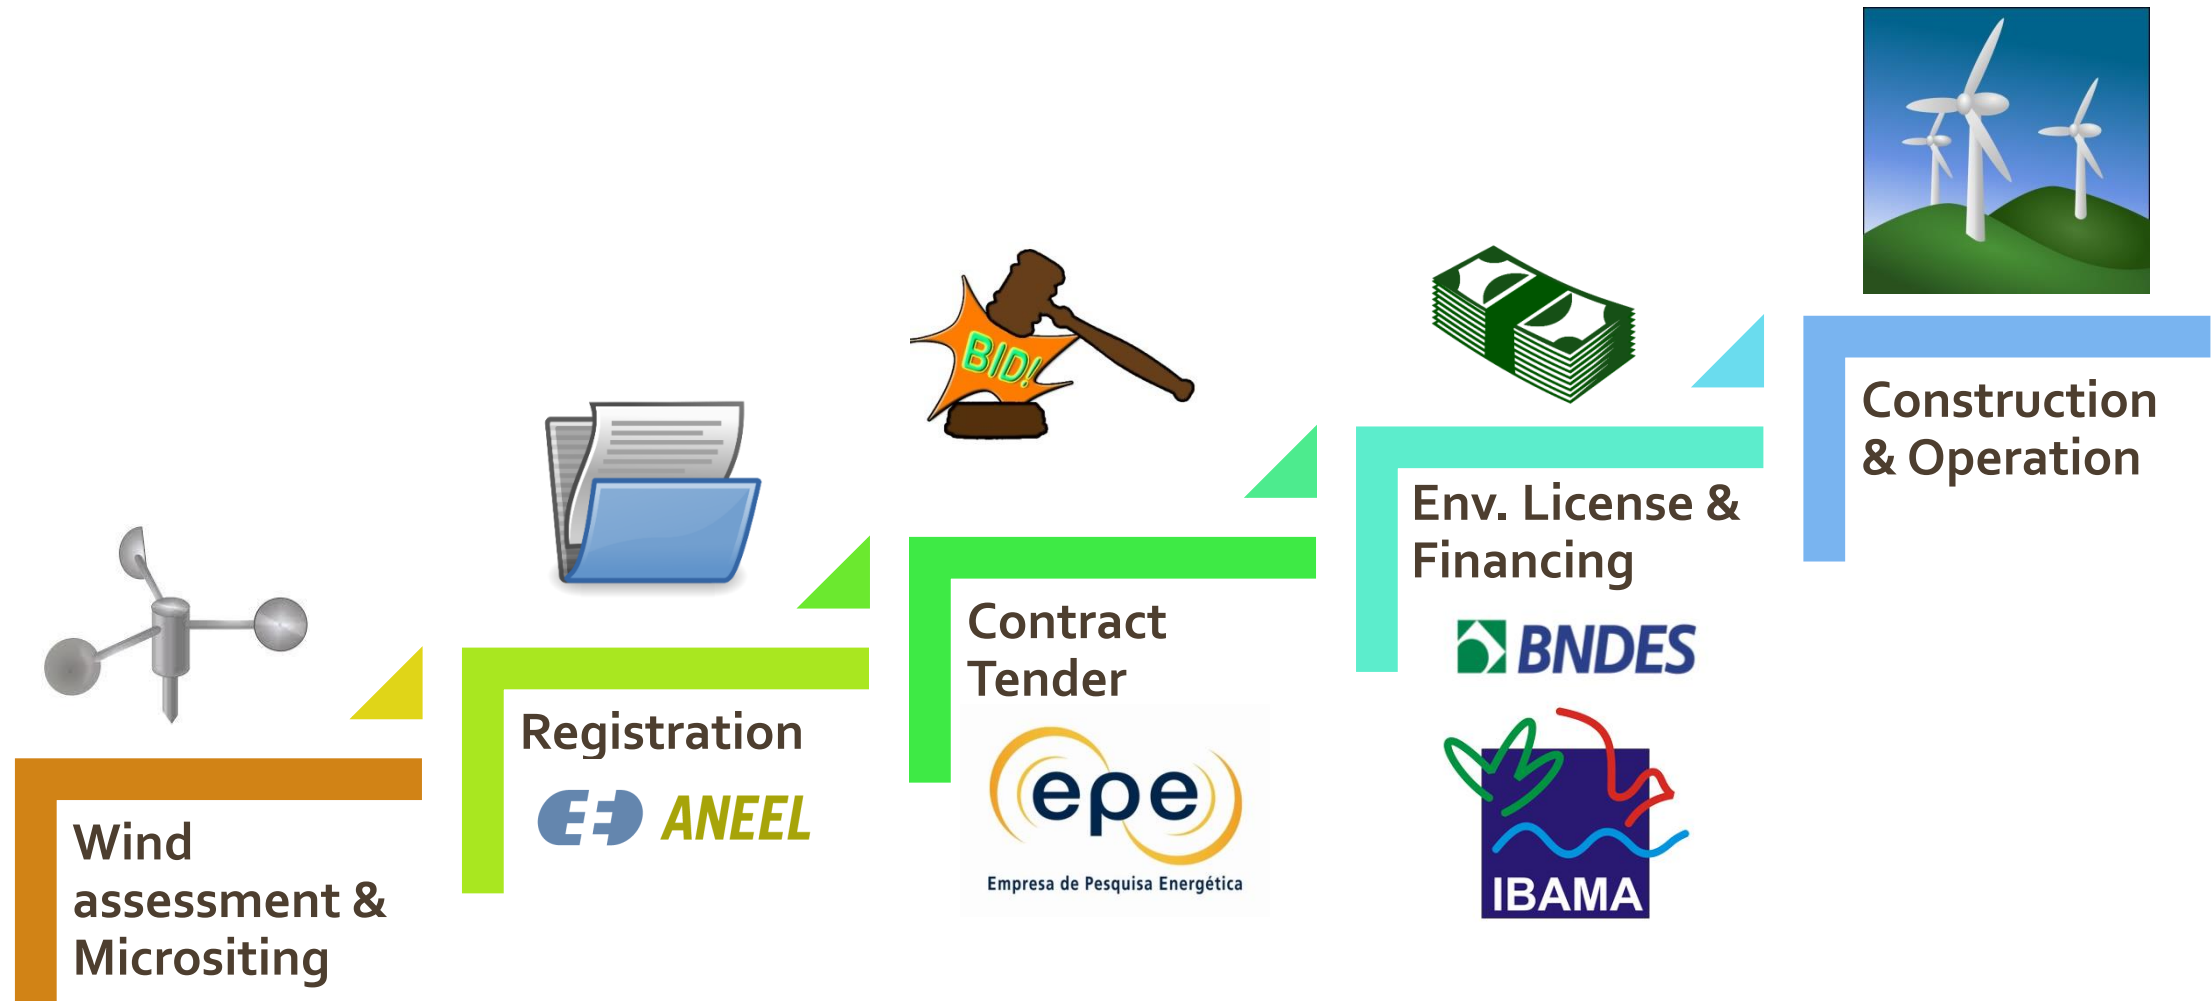 Wind
assessment &
Micrositing
Registration
ANEEL
BID!
Contract
Tender
epe
Empresa de Pesquisa Energética
Env. License &
Financing
BNDES
IBAMA
Construction
& Operation